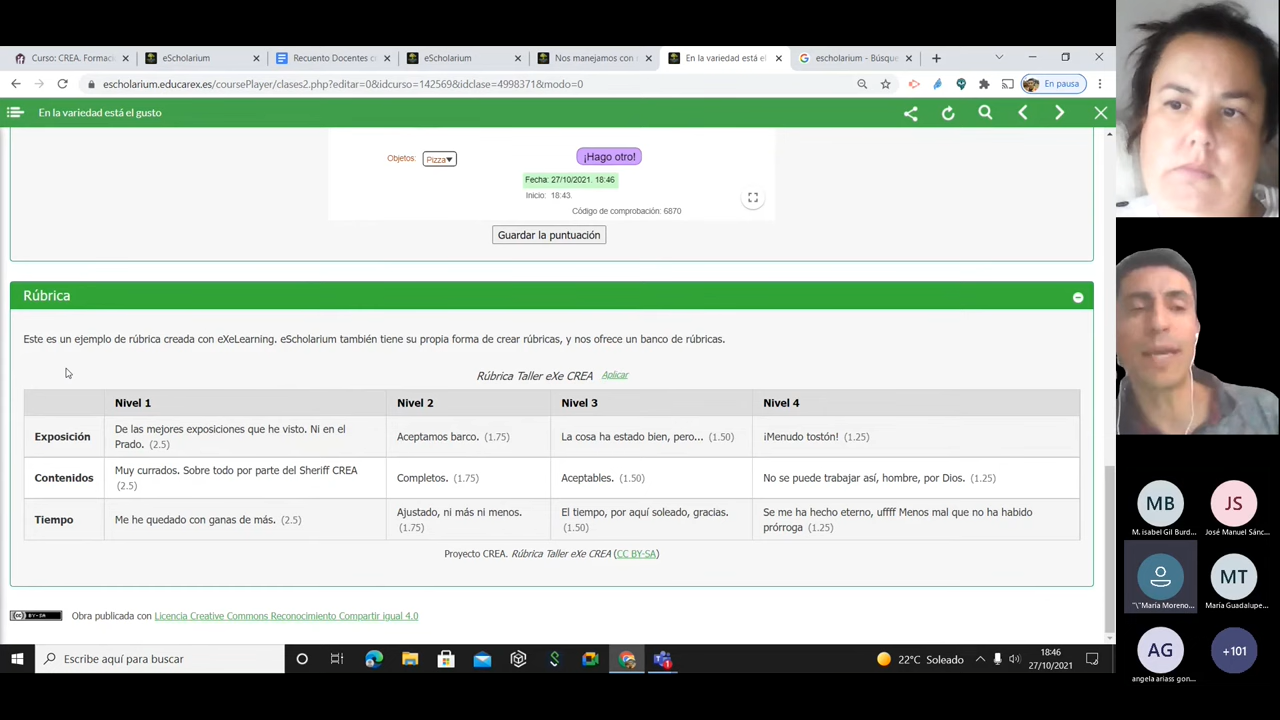 Curso: CREA. Formac
eScholarium
Recuento Docentes c
eScholarium
Nos manejamos con
En la variedad está el
escholarium - Búsque
escholarium.educarex.es/coursePlayer/clases2.php?editar=0&idcurso=142569&idclase=4998371&modo=0
En pausa
En la variedad está el gusto
Objetos:
Pizza▼
¡Hago otro!
Fecha: 27/10/2021. 18:46
Inicio: 18:43.
Código de comprobación: 6870
Guardar la puntuación
Rúbrica
Este es un ejemplo de rúbrica creada con eXeLearning. eScholarium también tiene su propia forma de crear rúbricas, y nos ofrece un banco de rúbricas.
Rúbrica Taller eXe CREA Aplicar
Nivel 1 Nivel 2 Nivel 3 Nivel 4
Exposición
De las mejores exposiciones que he visto. Ni en el
Prado. (2.5)
Aceptamos barco. (1.75)
La cosa ha estado bien, pero... (1.50)
¡Menudo tostón! (1.25)
Contenidos
Muy currados. Sobre todo por parte del Sheriff CREA
(2.5)
Completos. (1.75)
Aceptables. (1.50)
No se puede trabajar así, hombre, por Dios. (1.25)
Tiempo
Me he quedado con ganas de más. (2.5)
Ajustado, ni más ni menos.
(1.75)
El tiempo, por aquí soleado, gracias.
(1.50)
Se me ha hecho eterno, uffff Menos mal que no ha habido
prórroga (1.25)
Proyecto CREA. Rúbrica Taller eXe CREA (CC BY-SA)
Obra publicada con Licencia Creative Commons Reconocimiento Compartir igual 4.0
Escribe aquí para buscar
22°C Soleado
18:46
27/10/2021
MB
M. isabel Gil Burd...
JS
José Manuel Sánc...
"\"María Moreno...
MT
María Guadalupe...
AG
angela ariass gon...
+101